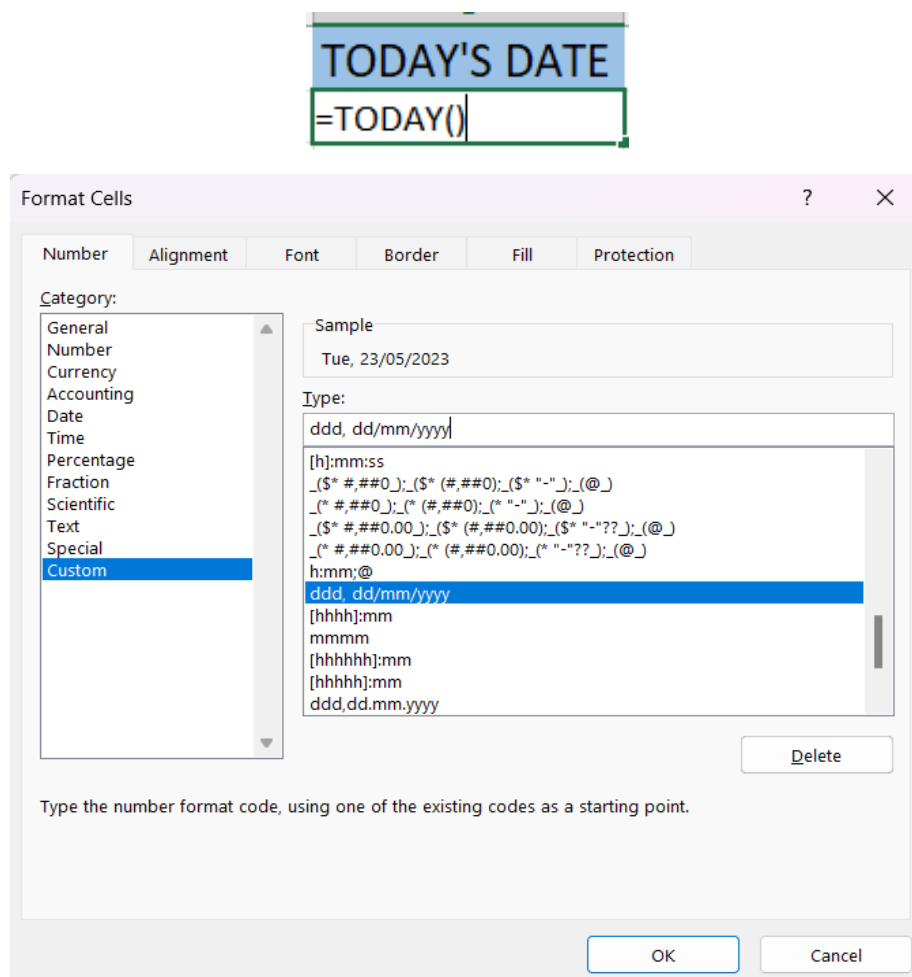 TODAY'S DATE
=TODAY()
Format Cells ? X
Number Alignment Font Border Fill Protection
Category:
General
Number
Currency
Accounting
Date
Time
Percentage
Fraction
Scientific
Text
Special
Custom
Sample
Tue, 23/05/2023
Type:
ddd, dd/mm/yyyy
[h]:mm:ss
_($* #,##0_);_($* (#,##0);_($* "-"_);_(@_)
_(* #,##0_);_(* (#,##0);_(* "-"_);_(@_)
_($* #,##0.00_);_($* (#,##0.00);_($* "-"??_);_(@_)
_(* #,##0.00_);_(* (#,##0.00);_(* "-"??_);_(@_)
h:mm;@
ddd, dd/mm/yyyy
[hhhh]:mm
mmmm
[hhhhhh]:mm
[hhhhh]:mm
ddd,dd.mm.yyyy
Delete
Type the number format code, using one of the existing codes as a starting point.
OK Cancel